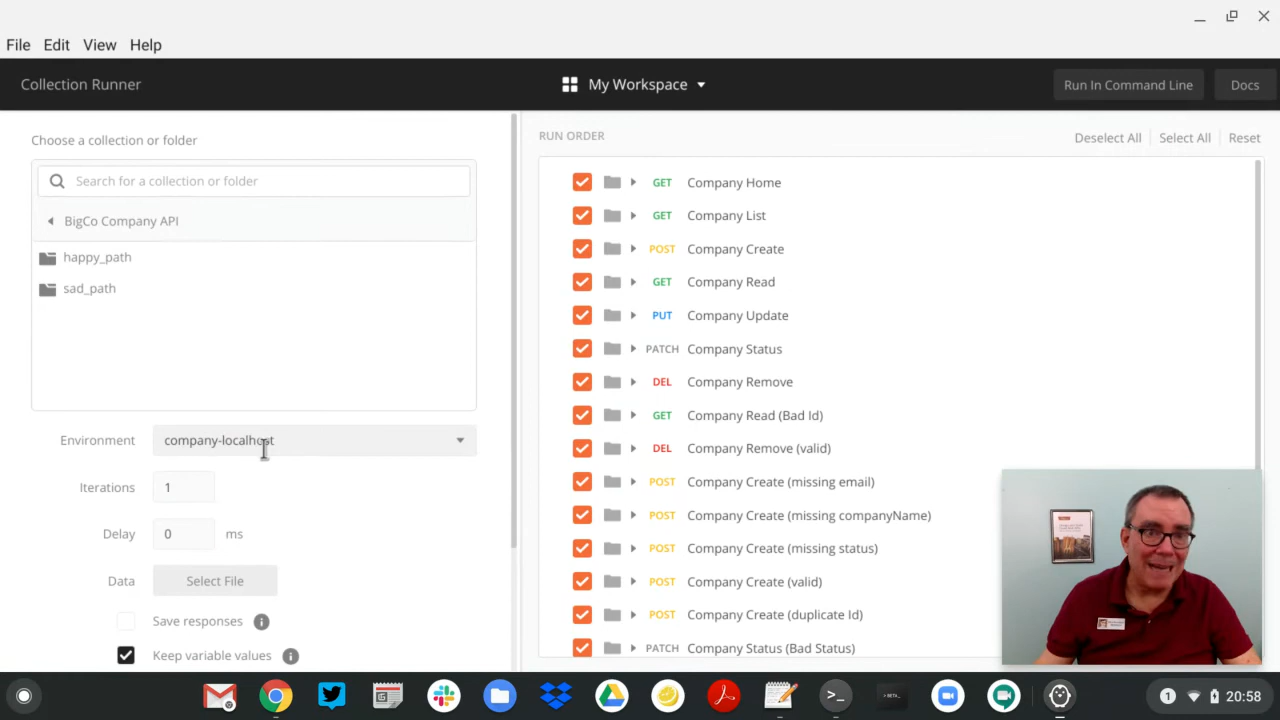 File Edit View Help
Collection Runner
My Workspace
Run In Command Line
Docs
Choose a collection or folder
Search for a collection or folder
BigCo Company API
happy_path
sad_path
Environment company-localhost
Iterations 1
Delay 0 ms
Data Select File
Save responses
Keep variable values
RUN ORDER
Deselect All Select All Reset
GET Company Home
GET Company List
POST Company Create
GET Company Read
PUT Company Update
PATCH Company Status
DEL Company Remove
GET Company Read (Bad Id)
DEL Company Remove (valid)
POST Company Create (missing email)
POST Company Create (missing companyName)
POST Company Create (missing status)
POST Company Create (valid)
POST Company Create (duplicate Id)
PATCH Company Status (Bad Status)
1 20:58